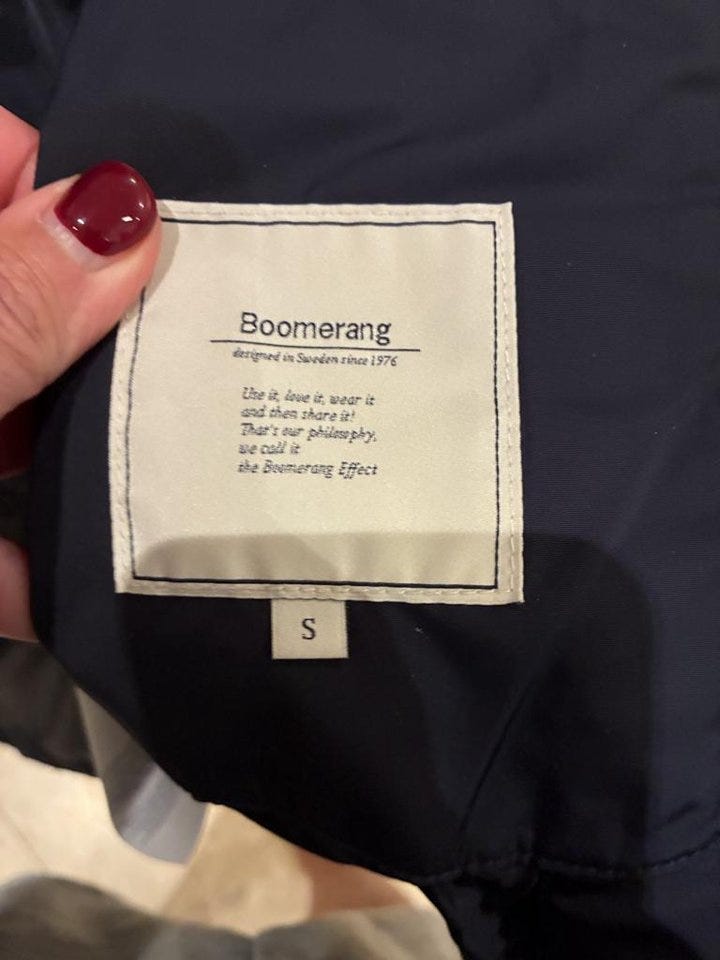 Boomerang
designed in Sweden since 1976
Use it, love it, wear it
and then share it!
That's our philosophy,
we call it
the Boomerang Effect
S